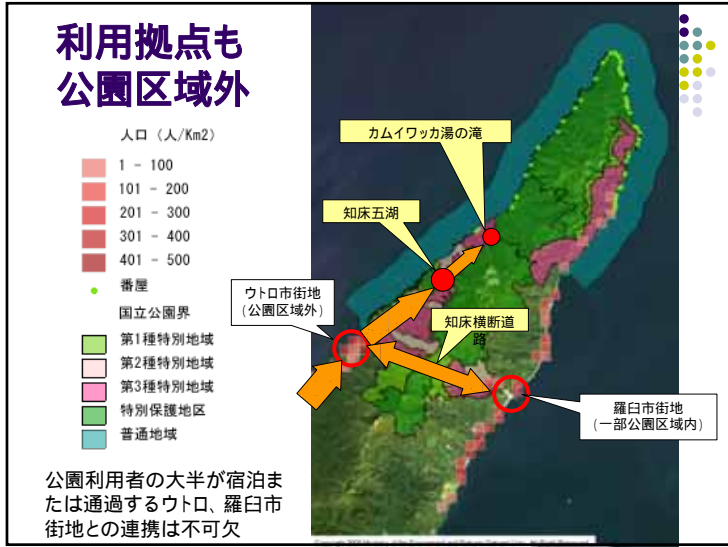 利用拠点も
公園区域外
人口 (人/Km2)
1 - 100
101 - 200
201 - 300
301 - 400
401 - 500
番屋
国立公園界
第1種特別地域
第2種特別地域
第3種特別地域
特別保護地区
普通地域
カムイワッカ湯の滝
知床五湖
ウトロ市街地
(公園区域外)
知床横断道
路
羅臼市街地
(一部公園区域内)
公園利用者の大半が宿泊ま
たは通過するウトロ、羅臼市
街地との連携は不可欠